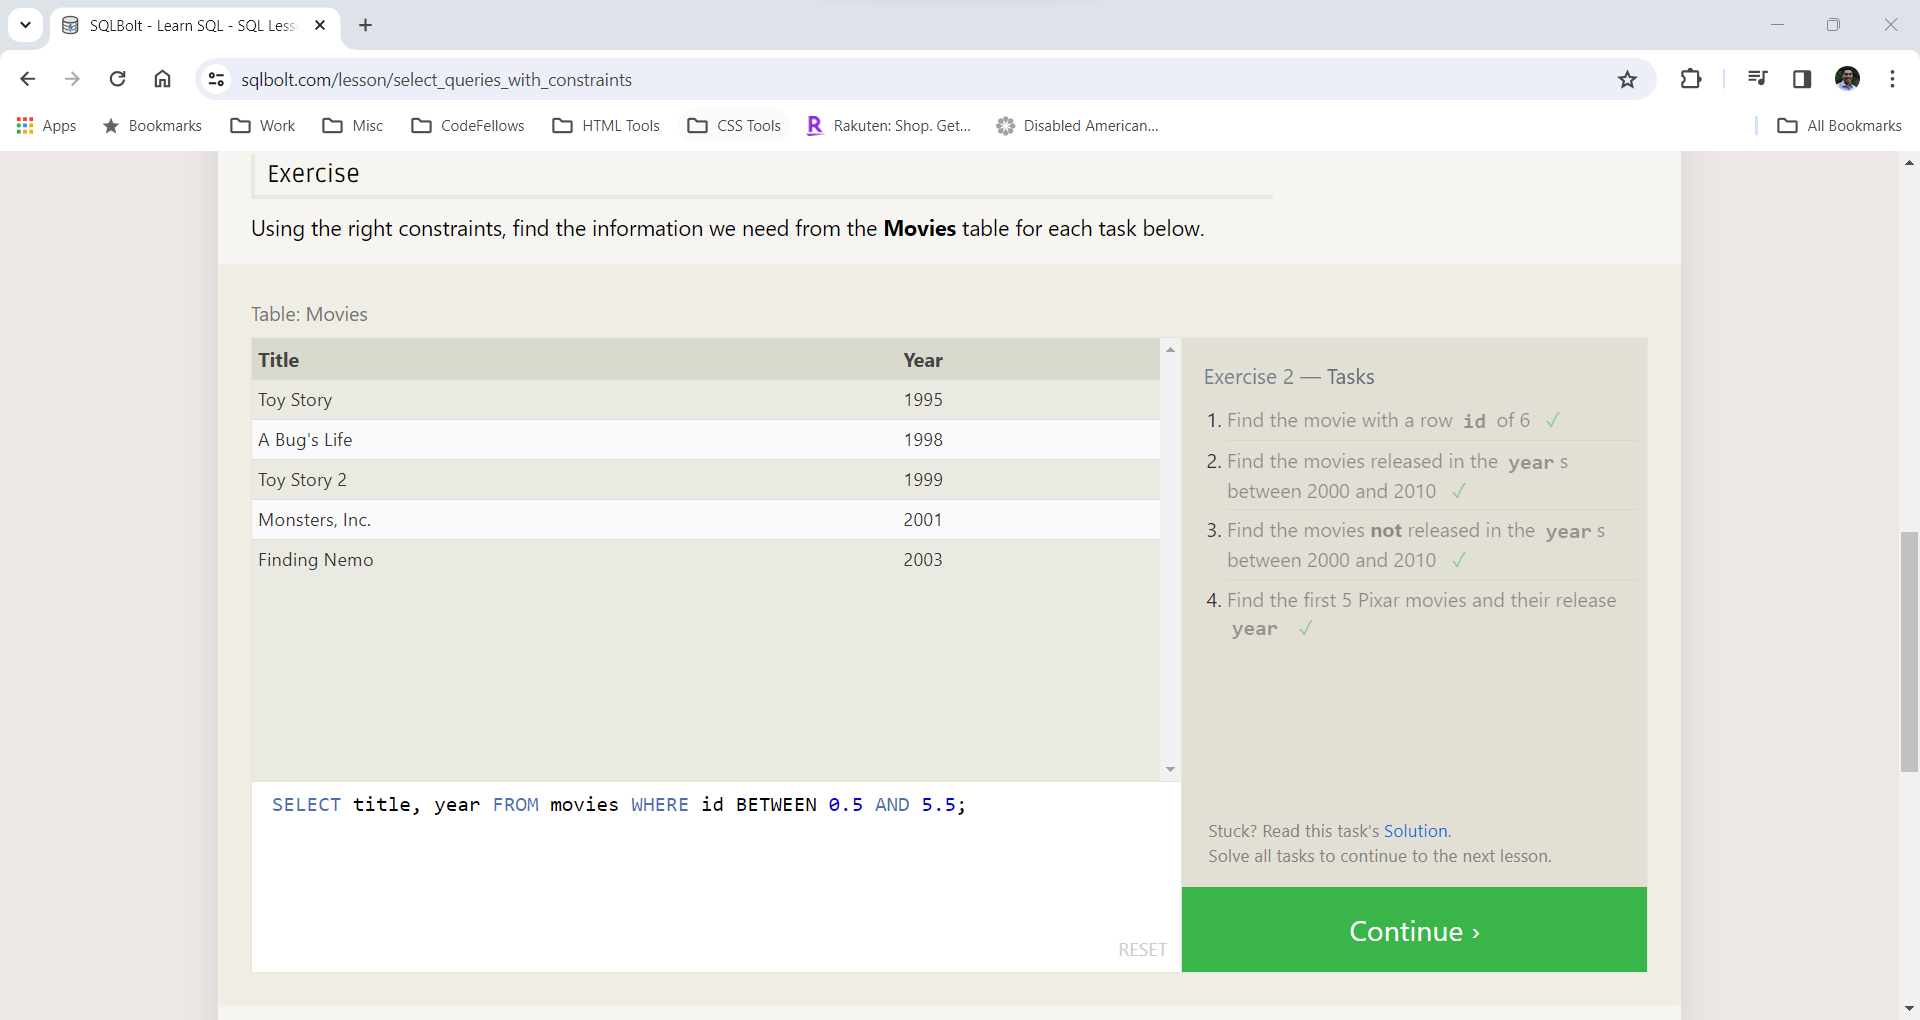 SQLBolt - Learn SQL - SQL Less
sqlbolt.com/lesson/select_queries_with_constraints
Apps Bookmarks Work Misc CodeFellows HTML Tools CSS Tools R Rakuten: Shop. Get... Disabled American... All Bookmarks
Exercise
Using the right constraints, find the information we need from the Movies table for each task below.
Table: Movies
Title Year
Toy Story 1995
A Bug's Life 1998
Toy Story 2 1999
Monsters, Inc. 2001
Finding Nemo 2003
SELECT title, year FROM movies WHERE id BETWEEN 0.5 AND 5.5;
RESET
Exercise 2 — Tasks
1. Find the movie with a row id of 6 ✓
2. Find the movies released in the year s
between 2000 and 2010 ✓
3. Find the movies not released in the year s
between 2000 and 2010 ✓
4. Find the first 5 Pixar movies and their release
year ✓
Stuck? Read this task's Solution.
Solve all tasks to continue to the next lesson.
Continue ›